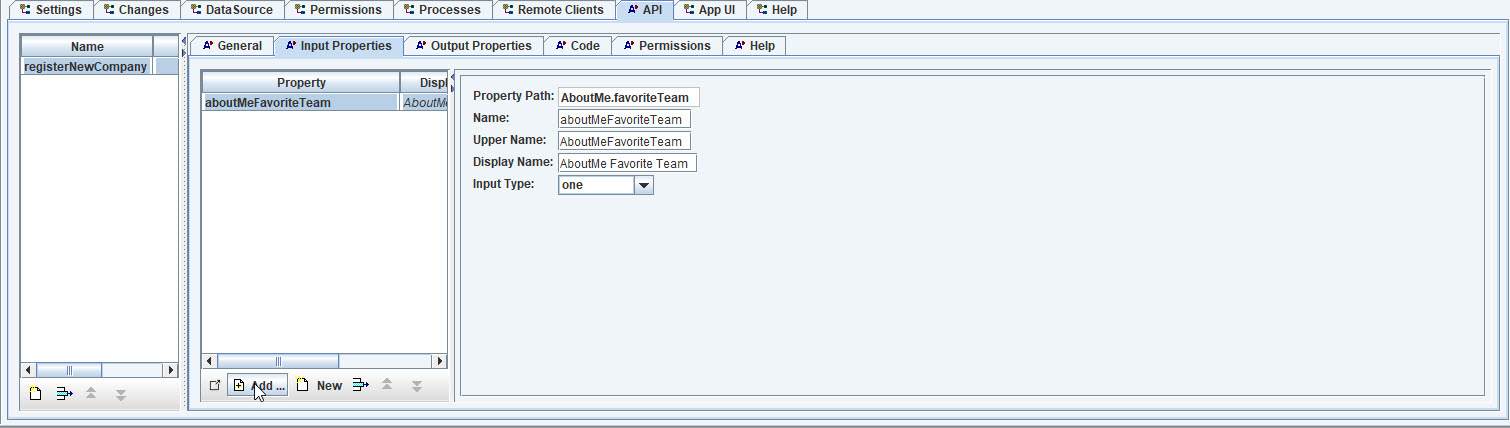 Settings Changes DataSource Permissions Processes Remote Clients API App UI Help
Name
registerNewCompany
General Input Properties Output Properties Code Permissions Help
Property Displ
aboutMeFavoriteTeam AboutMe
Property Path: AboutMe.favoriteTeam
Name: aboutMeFavoriteTeam
Upper Name: AboutMeFavoriteTeam
Display Name: AboutMe Favorite Team
Input Type: one
Add ... New